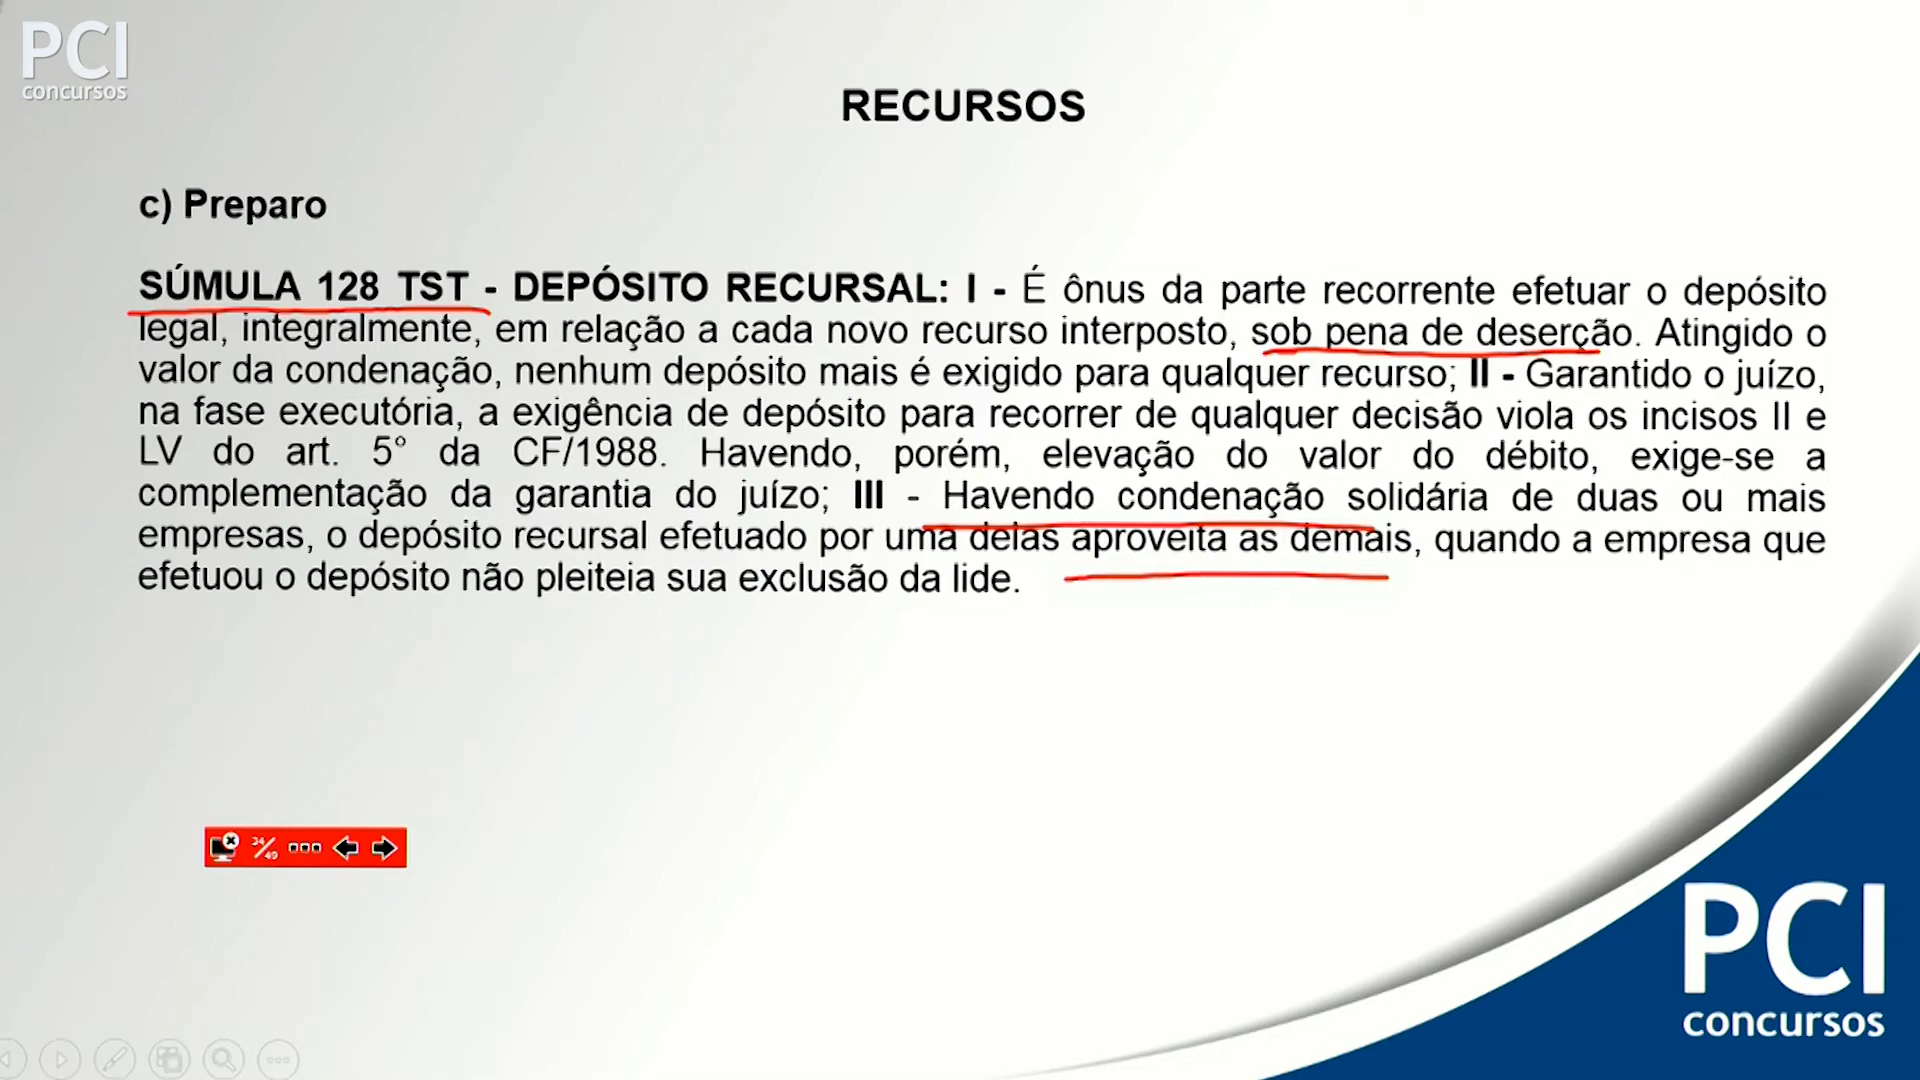 PCI
concursos
RECURSOS
c) Preparo
SÚMULA 128 TST - DEPÓSITO RECURSAL: I - É ônus da parte recorrente efetuar o depósito
legal, integralmente, em relação a cada novo recurso interposto, sob pena de deserção. Atingido o
valor da condenação, nenhum depósito mais é exigido para qualquer recurso; II - Garantido o juízo,
na fase executória, a exigência de depósito para recorrer de qualquer decisão viola os incisos II e
LV do art. 5° da CF/1988. Havendo, porém, elevação do valor do débito, exige-se a
complementação da garantia do juízo; III - Havendo condenação solidária de duas ou mais
empresas, o depósito recursal efetuado por uma delas aproveita as demais, quando a empresa que
efetuou o depósito não pleiteia sua exclusão da lide.
34/49
PCI
concursos